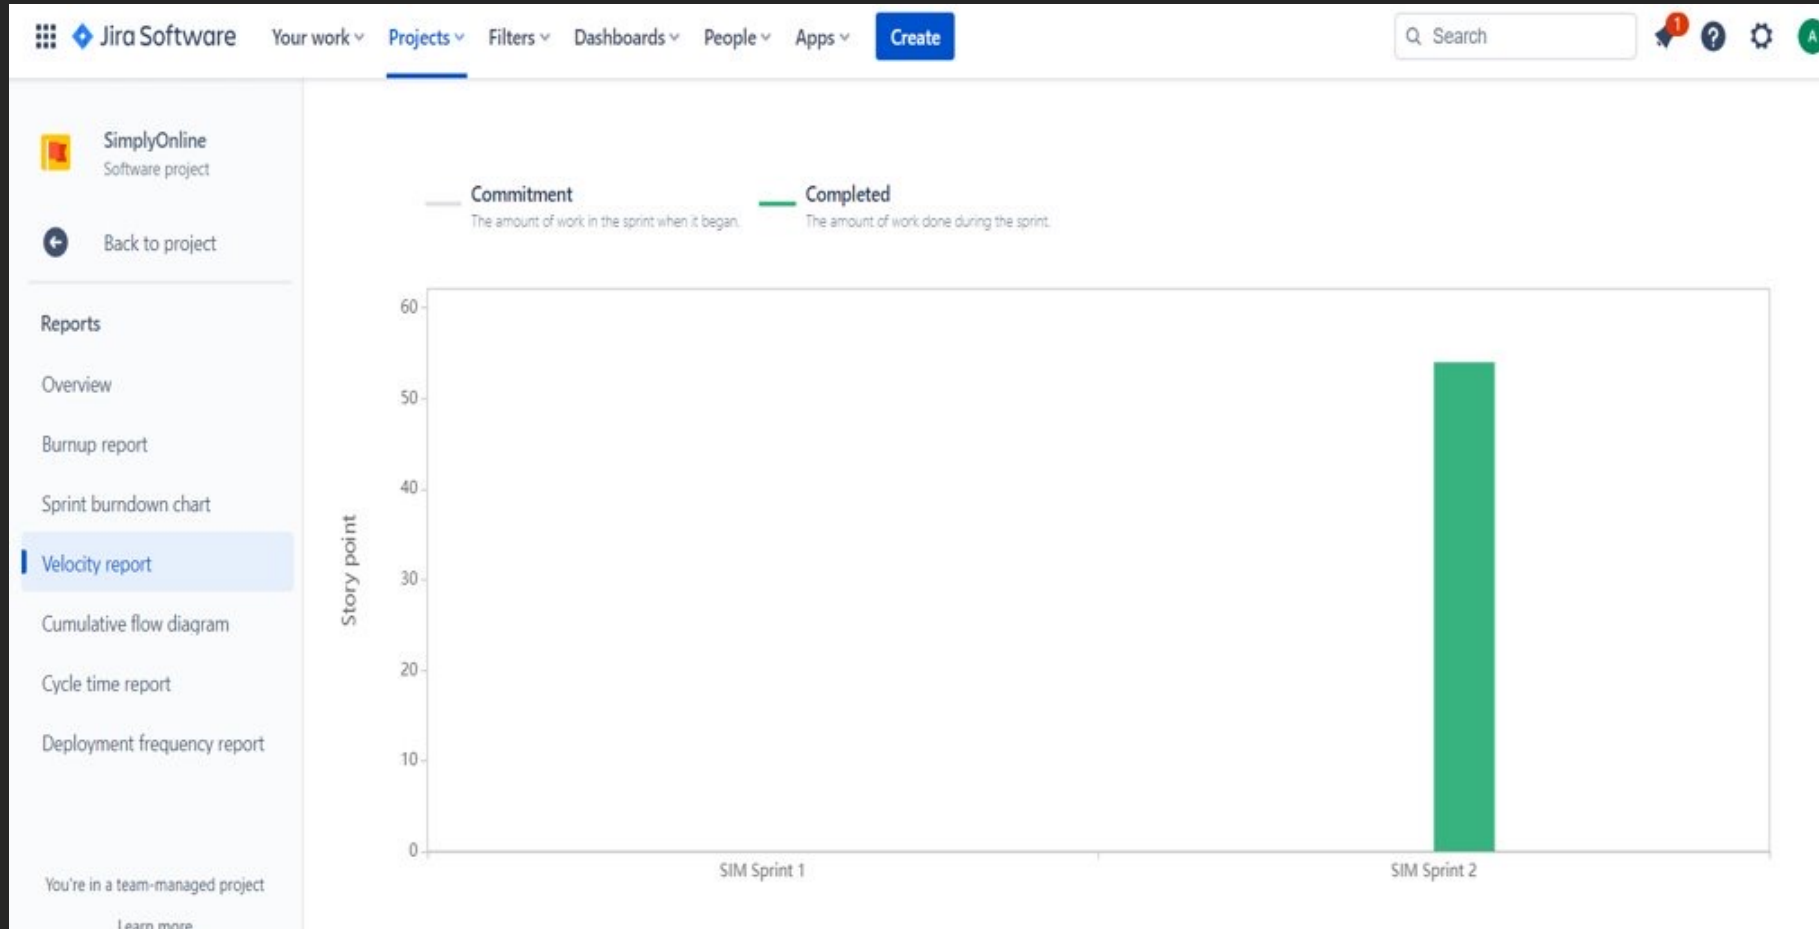 Jira Software Your work Projects Filters Dashboards People Apps Create Search 1 A
SimplyOnline
Software project
Back to project
Reports
Overview
Burnup report
Sprint burndown chart
Velocity report
Cumulative flow diagram
Cycle time report
Deployment frequency report
You're in a team-managed project
Learn more
Commitment
The amount of work in the sprint when it began.
Completed
The amount of work done during the sprint.
Story point
60
50
40
30
20
10
0
SIM Sprint 1
SIM Sprint 2